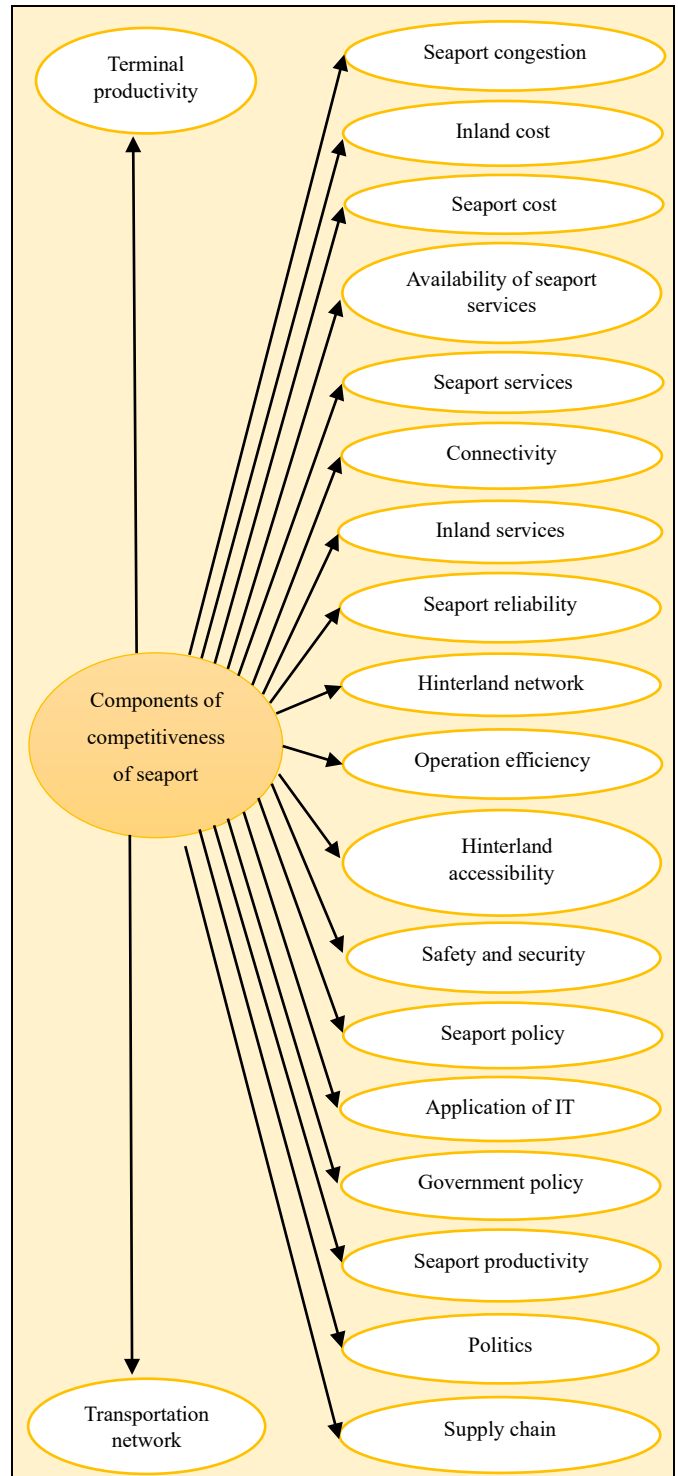 Terminal
productivity
Seaport congestion
Inland cost
Seaport cost
Availability of seaport
services
Seaport services
Connectivity
Inland services
Seaport reliability
Hinterland network
Components of
competitiveness
of seaport
Operation efficiency
Hinterland
accessibility
Safety and security
Seaport policy
Application of IT
Government policy
Seaport productivity
Politics
Transportation
network
Supply chain